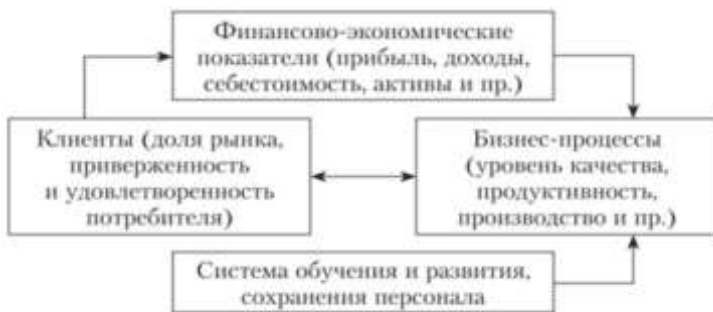 Финансово-экономические
показатели (прибыль, доходы,
себестоимость, активы и пр.)
Клиенты (доля рынка,
приверженность
и удовлетворенность
потребителя)
Бизнес-процессы
(уровень качества,
продуктивность,
производство и пр.)
Система обучения и развития,
сохранения персонала